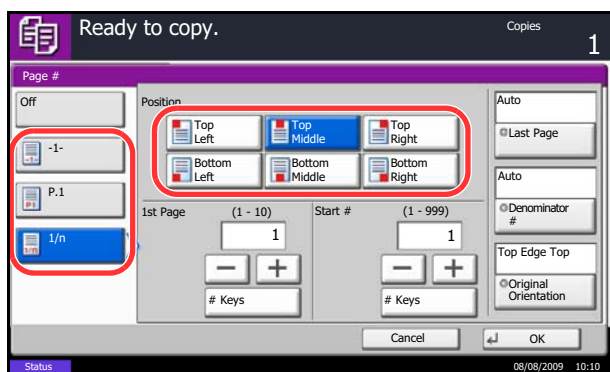 Ready to copy.
Copies
1
Page #
Off
-1-
P.1
1/n
Position
Top
Left
Top
Middle
Top
Right
Bottom
Left
Bottom
Middle
Bottom
Right
1st Page (1 - 10)
1
# Keys
Start # (1 - 999)
1
# Keys
Auto
Last Page
Auto
Denominator
#
Top Edge Top
Original
Orientation
Cancel
OK
Status
08/08/2009 10:10